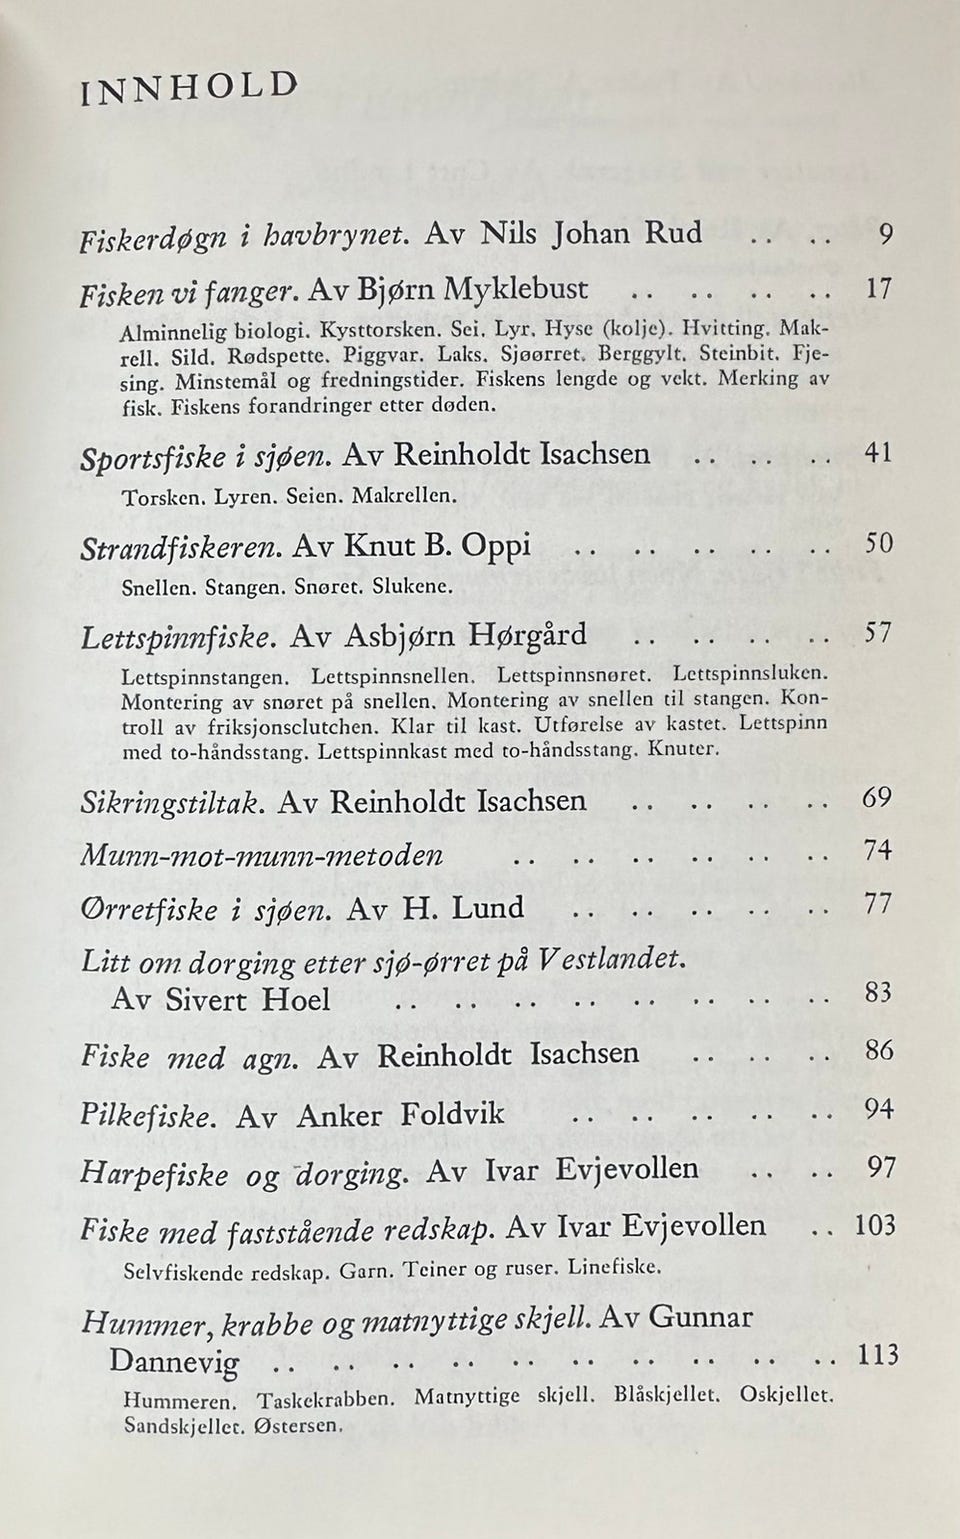 INNHOLD
Fiskerdøgn i havbrynet. Av Nils Johan Rud .. .. 9
Fisken vi fanger. Av Bjørn Myklebust .. .. .. .. 17
Alminnelig biologi. Kysttorsken. Sei. Lyr. Hyse (kolje). Hvitting. Mak-
rell. Sild. Rødspette. Piggvar. Laks. Sjøørret. Berggylt. Steinbit. Fje-
sing. Minstemål og fredningstider. Fiskens lengde og vekt. Merking av
fisk. Fiskens forandringer etter døden.
Sportsfiske i sjøen. Av Reinholdt Isachsen .. .. .. 41
Torsken. Lyren. Seien. Makrellen.
Strandfiskeren. Av Knut B. Oppi .. .. .. .. .. 50
Snellen. Stangen. Snøret. Slukene.
Lettspinnfiske. Av Asbjørn Hørgård .. .. .. .. 57
Lettspinnstangen. Lettspinnsnellen. Lettspinnsnøret. Lettspinnsluken.
Montering av snøret på snellen. Montering av snellen til stangen. Kon-
troll av friksjonsclutchen. Klar til kast. Utførelse av kastet. Lettspinn
med to-håndsstang. Lettspinnkast med to-håndsstang. Knuter.
Sikringstiltak. Av Reinholdt Isachsen .. .. .. .. 69
Munn-mot-munn-metoden .. .. .. .. .. .. 74
Ørretfiske i sjøen. Av H. Lund .. .. .. .. .. 77
Litt om dorging etter sjø-ørret på Vestlandet.
Av Sivert Hoel .. .. .. .. .. .. .. .. 83
Fiske med agn. Av Reinholdt Isachsen .. .. .. 86
Pilkefiske. Av Anker Foldvik .. .. .. .. .. 94
Harpefiske og dorging. Av Ivar Evjevollen .. .. 97
Fiske med faststående redskap. Av Ivar Evjevollen .. 103
Selvfiskende redskap. Garn. Teiner og ruser. Linefiske.
Hummer, krabbe og matnyttige skjell. Av Gunnar
Dannevig .. .. .. .. .. .. .. .. .. .. 113
Hummeren. Taskekrabben. Matnyttige skjell. Blåskjellet. Oskjellet.
Sandskjellet. Østersen.